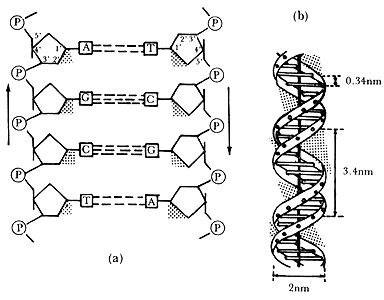 (b)
P P
5' 2' 3'
4' 1' A T 1' 4'
3' 2' 5'
P P
G C
P P
C G
P P
T A
P P
(a)
0.34nm
3.4nm
2nm